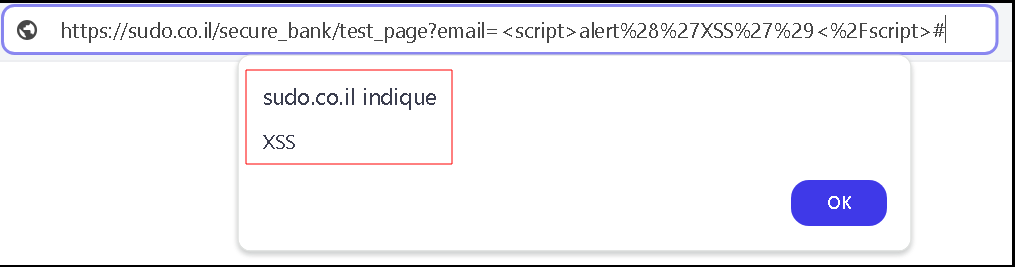 https://sudo.co.il/secure_bank/test_page?email=<script>alert%28%27XSS%27%29<%2Fscript>#
sudo.co.il indique
XSS
OK